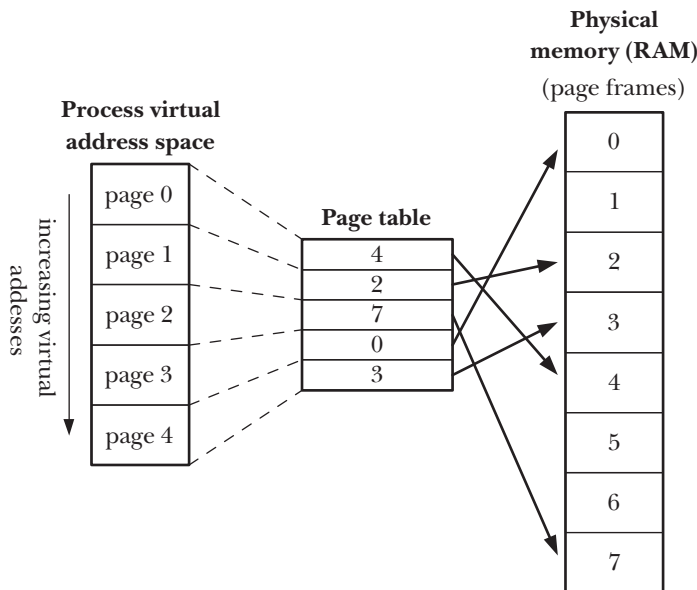 Physical
memory (RAM)
(page frames)
Process virtual
address space
page 0
page 1
page 2
page 3
page 4
increasing virtual
addesses
Page table
4
2
7
0
3
0
1
2
3
4
5
6
7